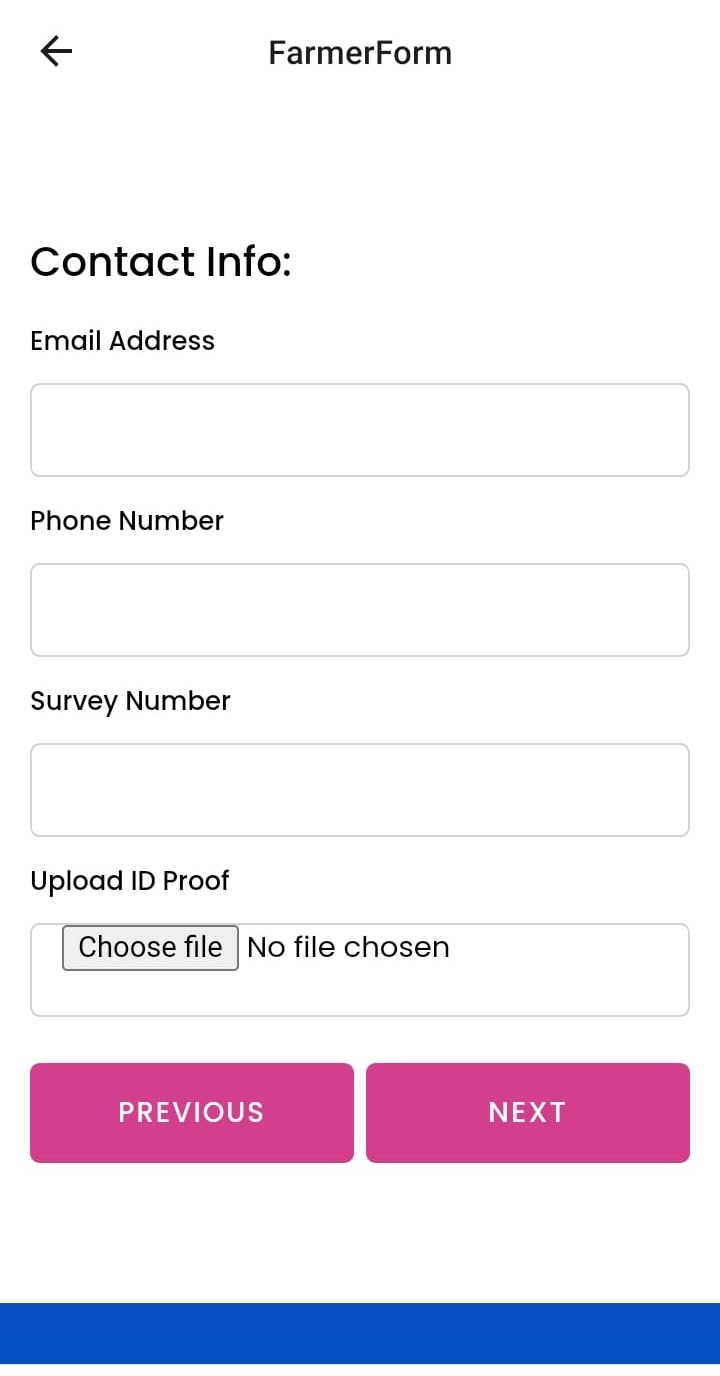 FarmerForm
Contact Info:
Email Address
Phone Number
Survey Number
Upload ID Proof
Choose file No file chosen
PREVIOUS NEXT